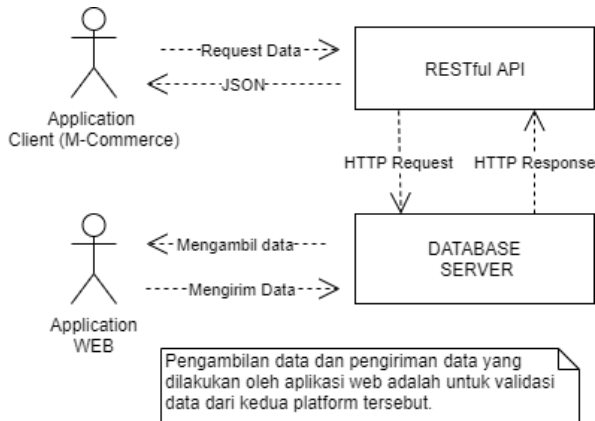 Request Data
JSON
RESTful API
Application
Client (M-Commerce)
HTTP Request
HTTP Response
Mengambil data
Mengirim Data
DATABASE
SERVER
Application
WEB
Pengambilan data dan pengiriman data yang
dilakukan oleh aplikasi web adalah untuk validasi
data dari kedua platform tersebut.